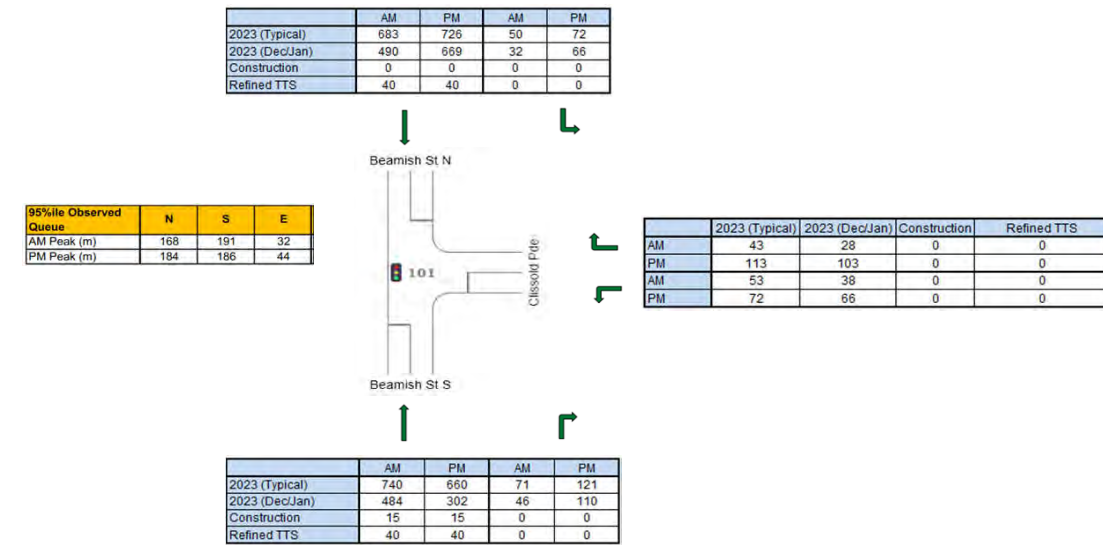 AM PM AM PM
2023 (Typical) 683 726 50 72
2023 (Dec/Jan) 490 669 32 66
Construction 0 0 0 0
Refined TTS 40 40 0 0
Beamish St N
95%ile Observed Queue N S E
AM Peak (m) 168 191 32
PM Peak (m) 184 186 44
101
Clissold Pde
2023 (Typical) 2023 (Dec/Jan) Construction Refined TTS
AM 43 28 0 0
PM 113 103 0 0
AM 53 38 0 0
PM 72 66 0 0
Beamish St S
AM PM AM PM
2023 (Typical) 740 660 71 121
2023 (Dec/Jan) 484 302 46 110
Construction 15 15 0 0
Refined TTS 40 40 0 0